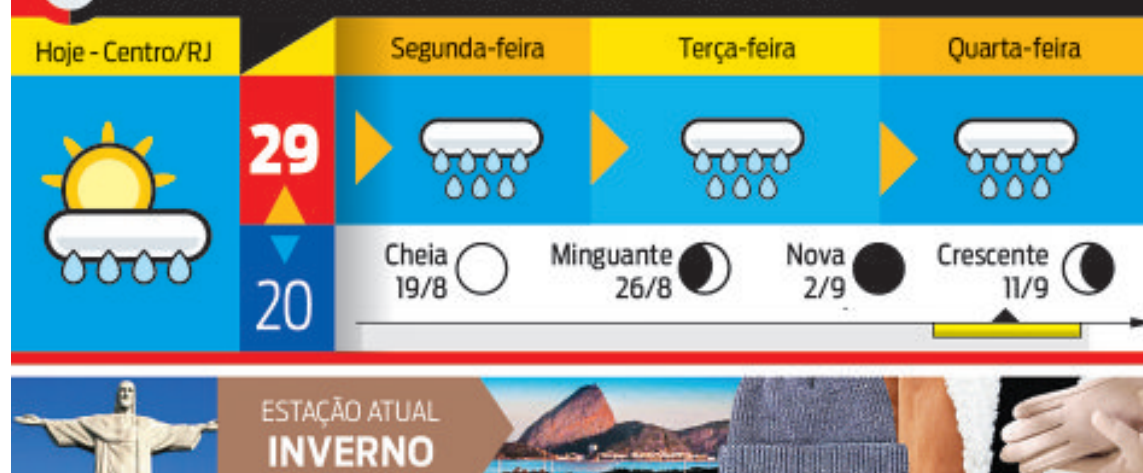 Hoje - Centro/RJ
Segunda-feira
Terça-feira
Quarta-feira
29
20
Cheia
19/8
Minguante
26/8
Nova
2/9
Crescente
11/9
ESTAÇÃO ATUAL
INVERNO